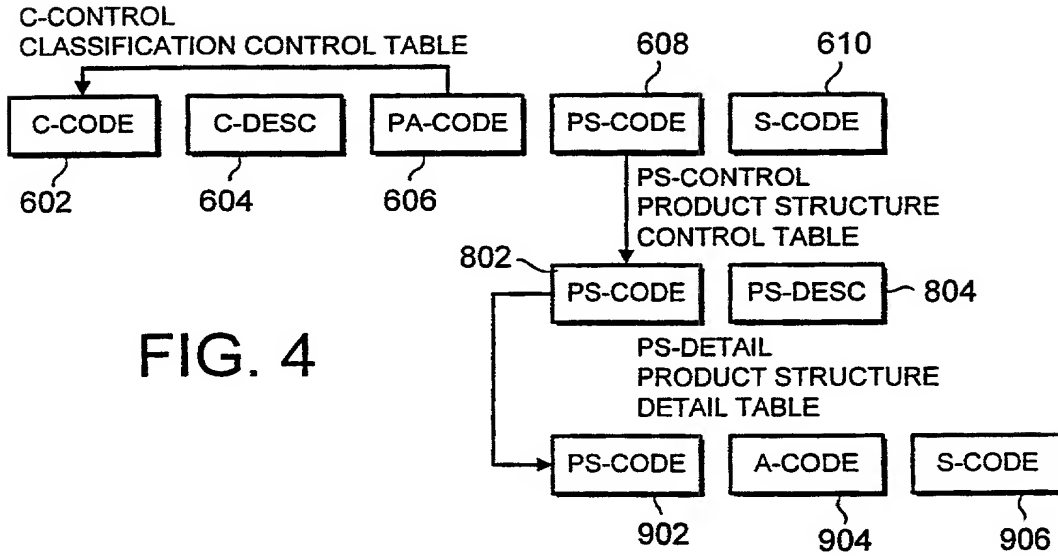 C-CONTROL
CLASSIFICATION CONTROL TABLE
608
610
C-CODE
C-DESC
PA-CODE
PS-CODE
S-CODE
602
604
606
PS-CONTROL
PRODUCT STRUCTURE
CONTROL TABLE
802
PS-CODE
PS-DESC
804
FIG. 4
PS-DETAIL
PRODUCT STRUCTURE
DETAIL TABLE
PS-CODE
A-CODE
S-CODE
902
904
906